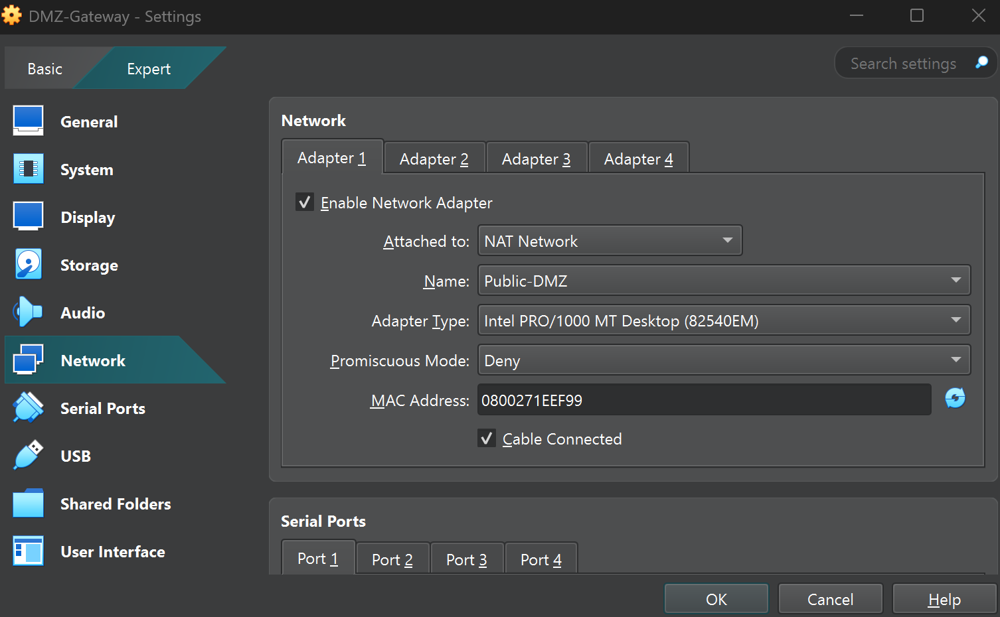 DMZ-Gateway - Settings
Basic
Expert
Search settings
General
System
Display
Storage
Audio
Network
Serial Ports
USB
Shared Folders
User Interface
Network
Adapter 1
Adapter 2
Adapter 3
Adapter 4
Enable Network Adapter
Attached to: NAT Network
Name: Public-DMZ
Adapter Type: Intel PRO/1000 MT Desktop (82540EM)
Promiscuous Mode: Deny
MAC Address: 0800271EEF99
Cable Connected
Serial Ports
Port 1
Port 2
Port 3
Port 4
OK
Cancel
Help